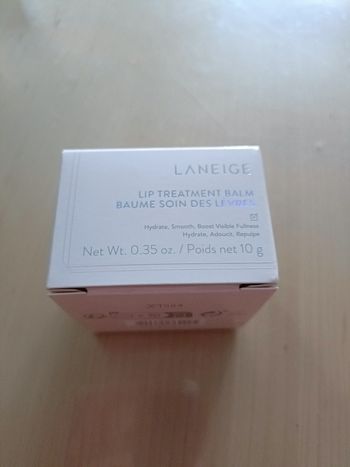 LANEIGE
LIP TREATMENT BALM
BAUME SOIN DES LÈVRES
Hydrate, Smooth, Boost Visible Fullness
Hydrate, Adoucit, Repulpe
Net Wt. 0.35 oz. / Poids net 10 g